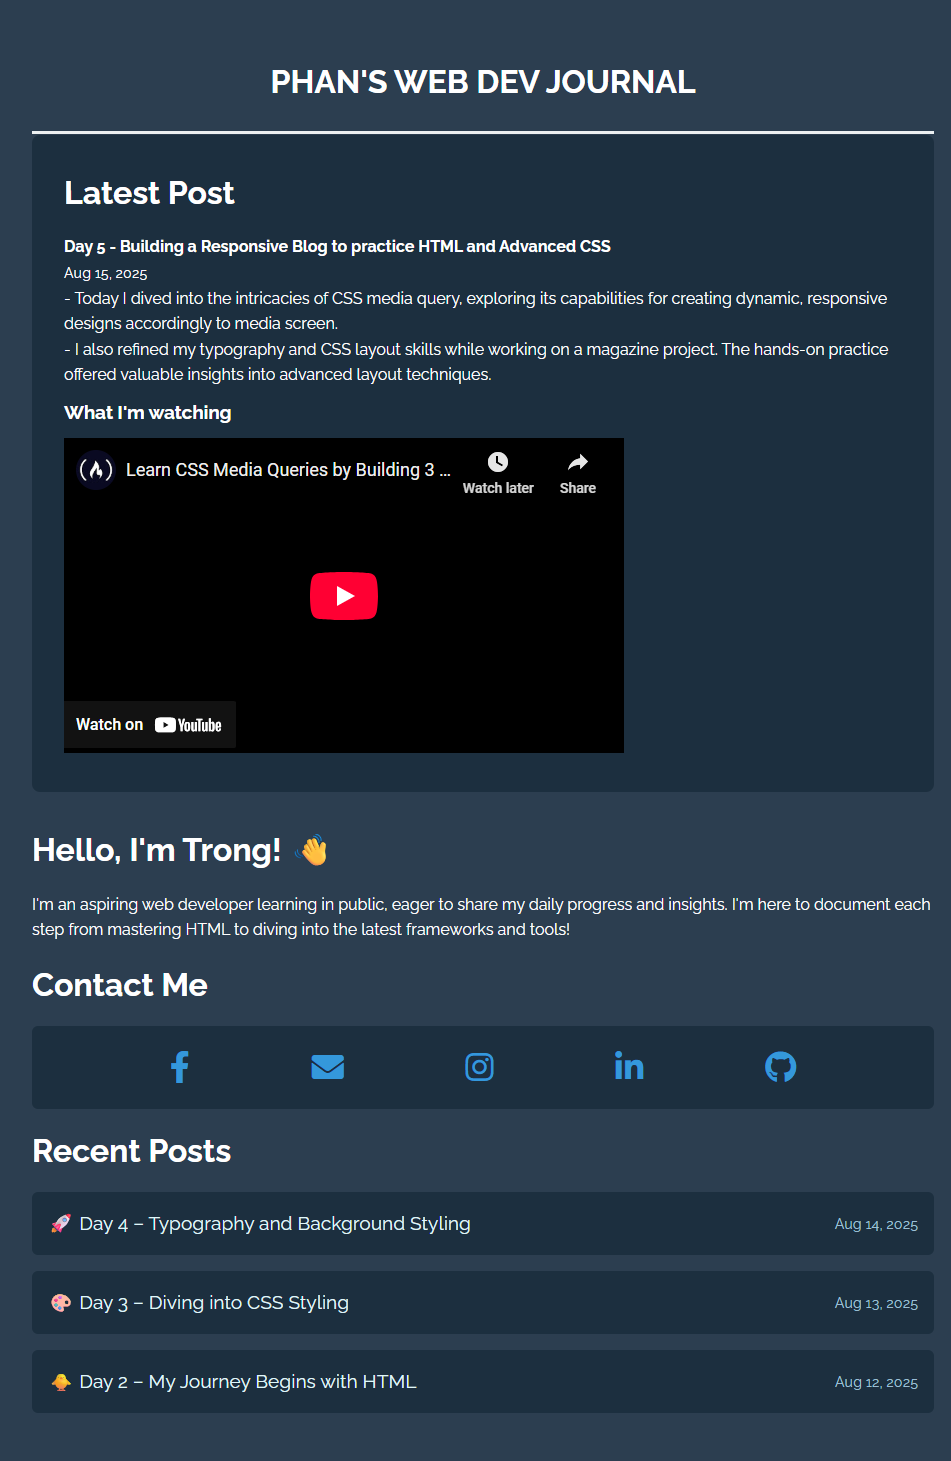 PHAN'S WEB DEV JOURNAL
Latest Post
Day 5 - Building a Responsive Blog to practice HTML and Advanced CSS
Aug 15, 2025
- Today I dived into the intricacies of CSS media query, exploring its capabilities for creating dynamic, responsive
designs accordingly to media screen.
- I also refined my typography and CSS layout skills while working on a magazine project. The hands-on practice
offered valuable insights into advanced layout techniques.
What I'm watching
Learn CSS Media Queries by Building 3 ...
Watch later
Share
Watch on YouTube
Hello, I'm Trong! 👋
I'm an aspiring web developer learning in public, eager to share my daily progress and insights. I'm here to document each
step from mastering HTML to diving into the latest frameworks and tools!
Contact Me
Recent Posts
🚀 Day 4 – Typography and Background Styling Aug 14, 2025
🎨 Day 3 – Diving into CSS Styling Aug 13, 2025
🐥 Day 2 – My Journey Begins with HTML Aug 12, 2025